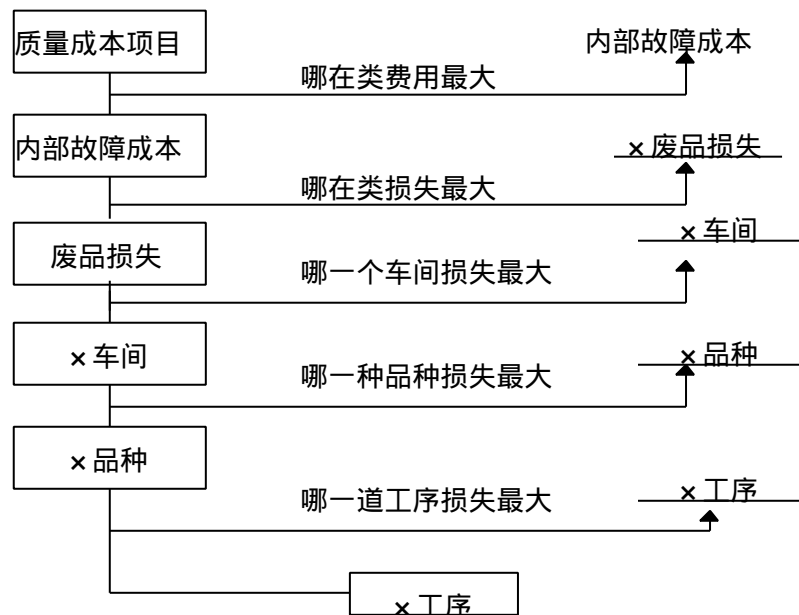 质量成本项目
内部故障成本
哪在类费用最大
内部故障成本
×废品损失
哪在类损失最大
×车间
废品损失
哪一个车间损失最大
×车间
×品种
哪一种品种损失最大
×品种
×工序
哪一道工序损失最大
×工序